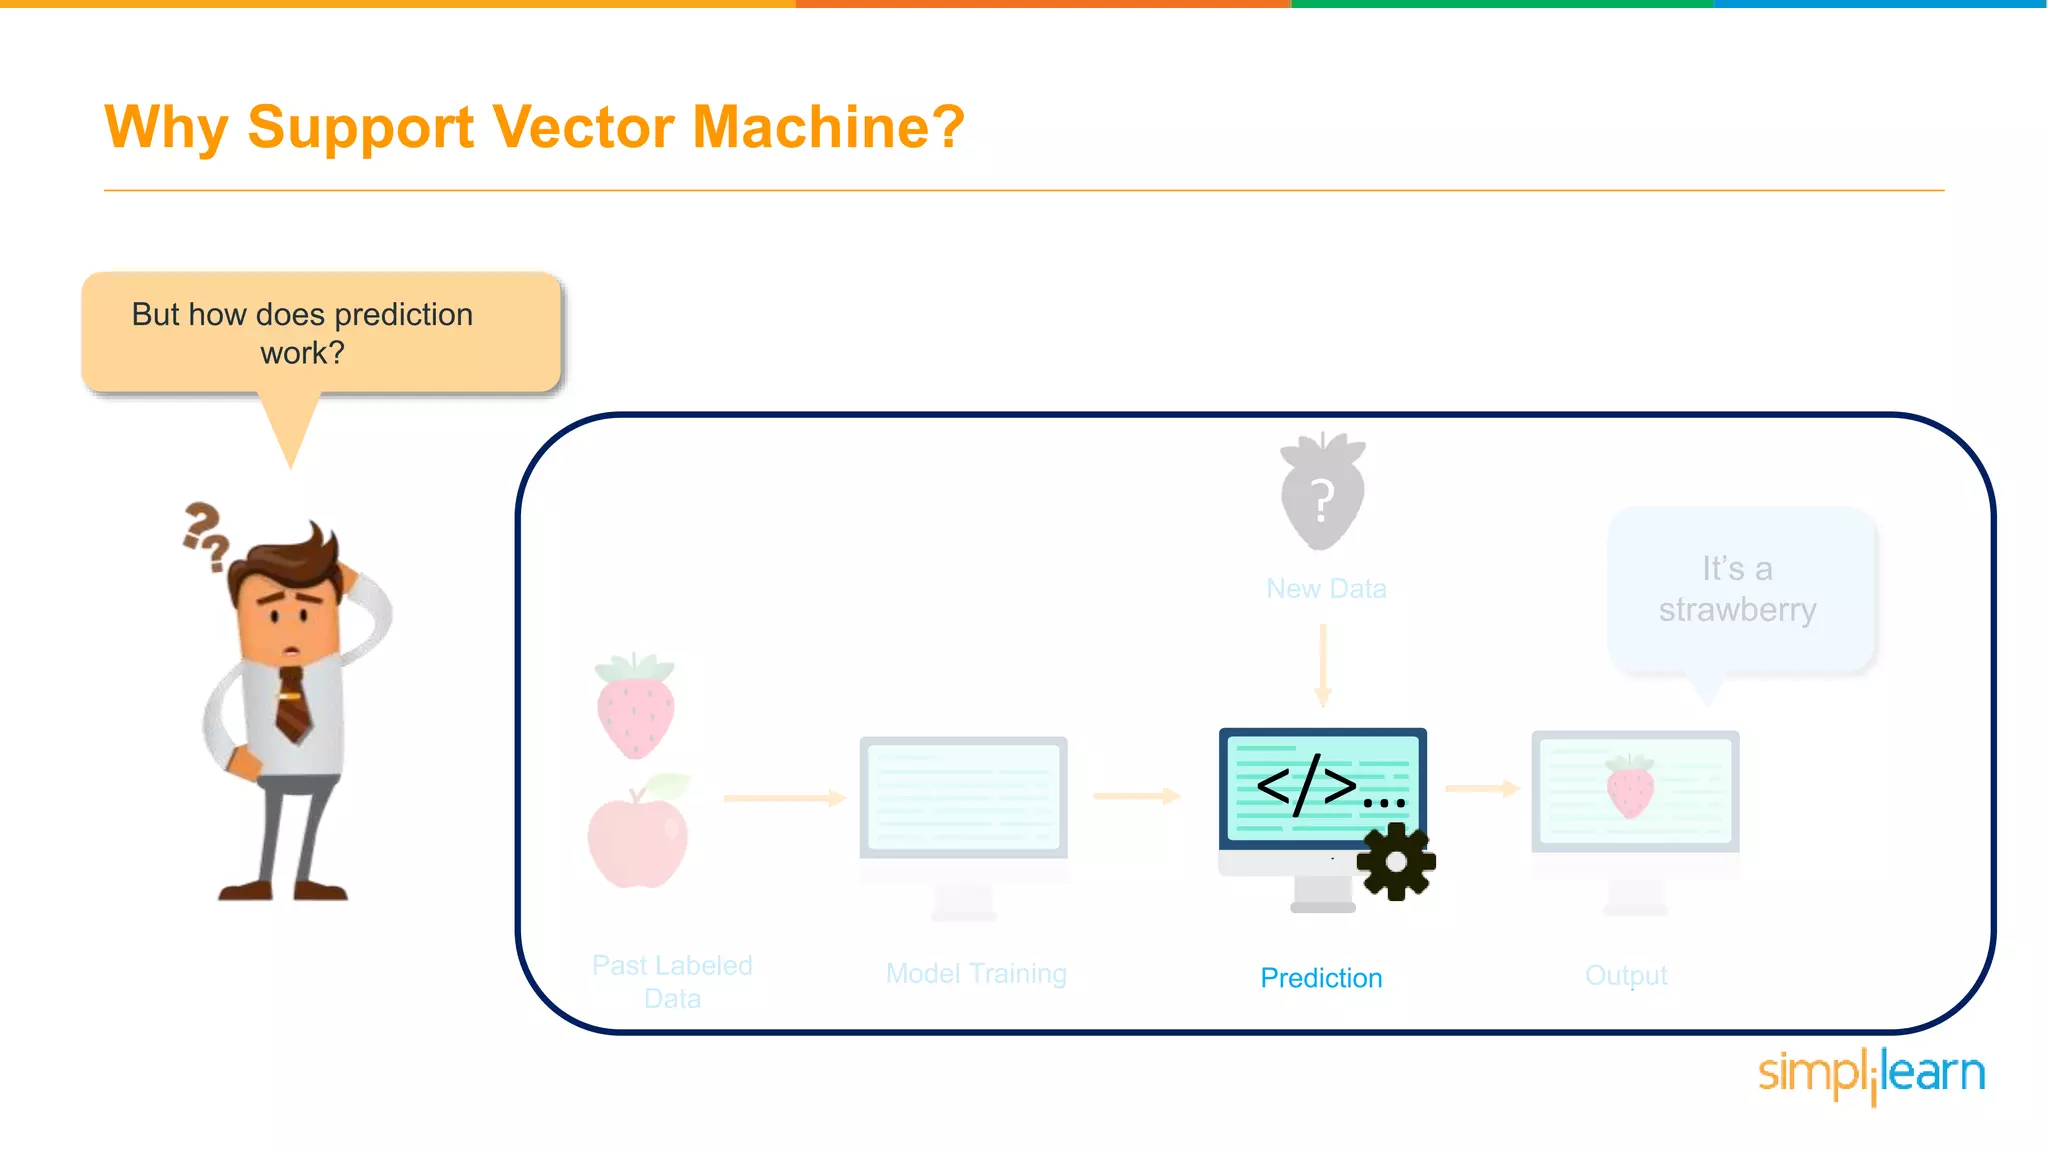 Why Support Vector Machine?
But how does prediction
work?
??
?
New Data
It’s a
strawberry
</>...
Past Labeled
Data
Model Training
Prediction
Output
simplilearn